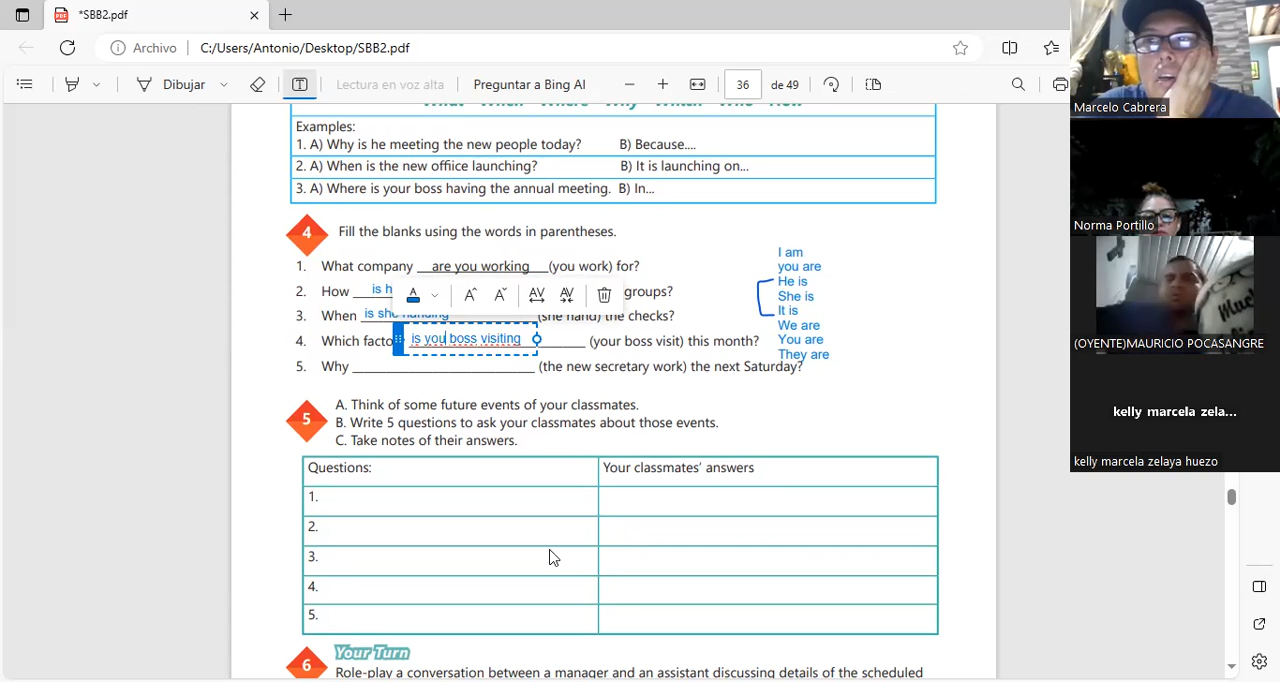 *SBB2.pdf
Archivo C:/Users/Antonio/Desktop/SBB2.pdf
Dibujar Lectura en voz alta Preguntar a Bing AI 36 de 49
Examples:
1. A) Why is he meeting the new people today? B) Because....
2. A) When is the new office launching? B) It is launching on...
3. A) Where is your boss having the annual meeting. B) In...
4 Fill the blanks using the words in parentheses.
1. What company __are you working___(you work) for?
2. How ____ is h groups?
3. When is she handing (she hand) the checks?
4. Which facto is you boss visiting ______ (your boss visit) this month?
5. Why __________________________ (the new secretary work) the next Saturday?
I am
you are
He is
She is
It is
We are
You are
They are
5 A. Think of some future events of your classmates.
B. Write 5 questions to ask your classmates about those events.
C. Take notes of their answers.
Questions: Your classmates' answers
1.
2.
3.
4.
5.
6 Your Turn
Role-play a conversation between a manager and an assistant discussing details of the scheduled
Marcelo Cabrera
Norma Portillo
(OYENTE)MAURICIO POCASANGRE
kelly marcela zela...
kelly marcela zelaya huezo